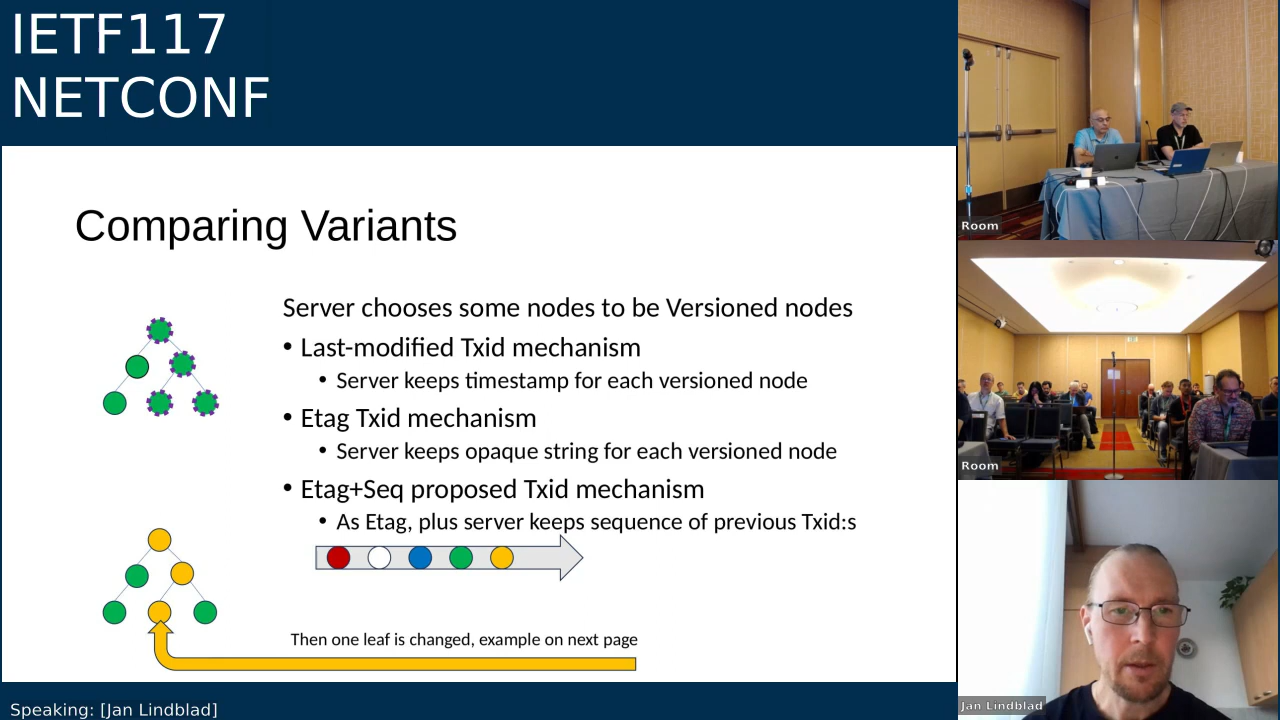 IETF117
NETCONF
Comparing Variants
Server chooses some nodes to be Versioned nodes
• Last-modified Txid mechanism
• Server keeps timestamp for each versioned node
• Etag Txid mechanism
• Server keeps opaque string for each versioned node
• Etag+Seq proposed Txid mechanism
• As Etag, plus server keeps sequence of previous Txid:s
Then one leaf is changed, example on next page
Speaking: [Jan Lindblad]
Room
Room
Jan Lindblad